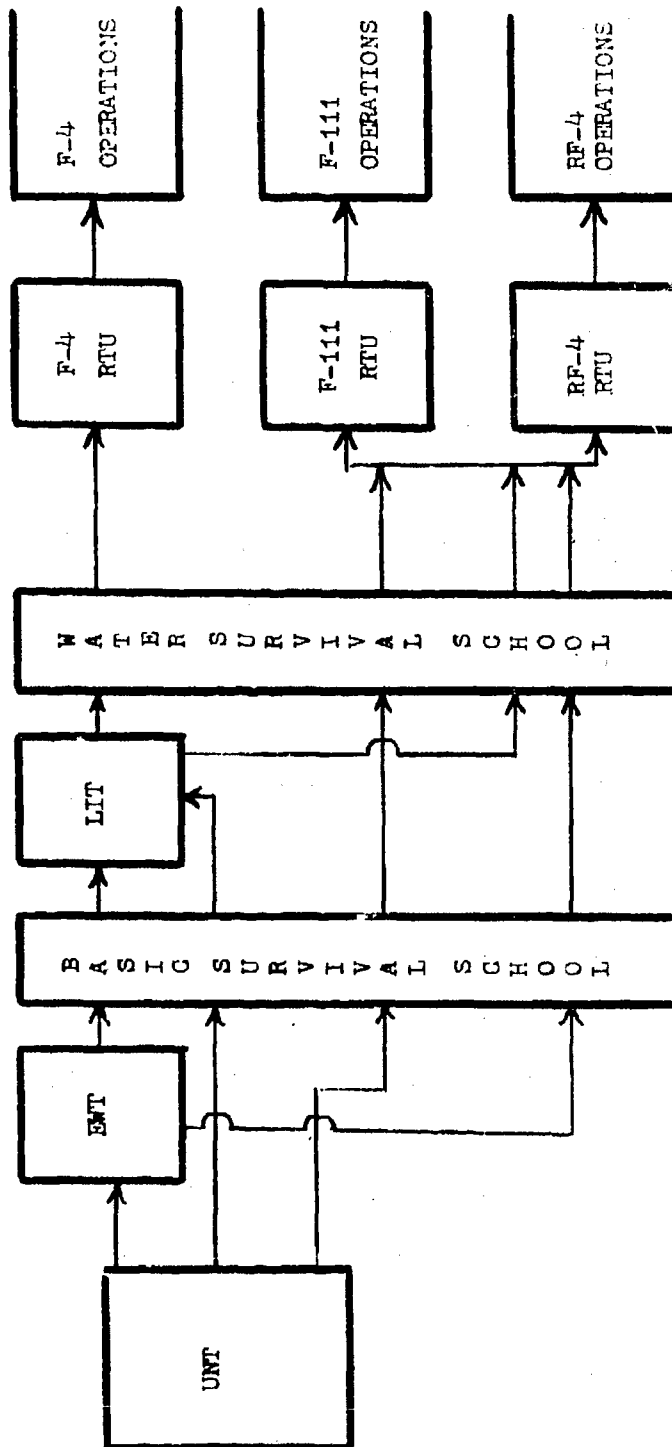 UNT
EWT
BASIC SURVIVAL SCHOOL
LIT
WATER SURVIVAL SCHOOL
F-4
RTU
F-111
RTU
RF-4
RTU
F-4
OPERATIONS
F-111
OPERATIONS
RF-4
OPERATIONS